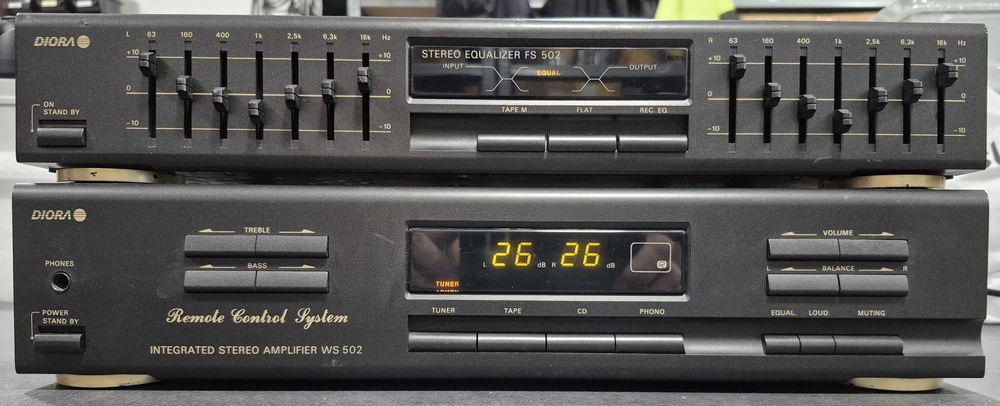 DIORA
L 63 160 400 1k 2,5k 6,3k 16k Hz
+10 +10
0 0
-10 -10
ON
STAND BY
STEREO EQUALIZER FS 502
INPUT EQUAL OUTPUT
TAPE M. FLAT REC. EQ
R 63 160 400 1k 2,5k 6,3k 16k Hz
+10 +10
0 0
-10 -10
DIORA
PHONES
POWER
STAND BY
TREBLE
BASS
Remote Control System
INTEGRATED STEREO AMPLIFIER WS 502
L 26 dB R 26 dB
TUNER
TUNER TAPE CD PHONO
VOLUME
L BALANCE R
EQUAL. LOUD. MUTING